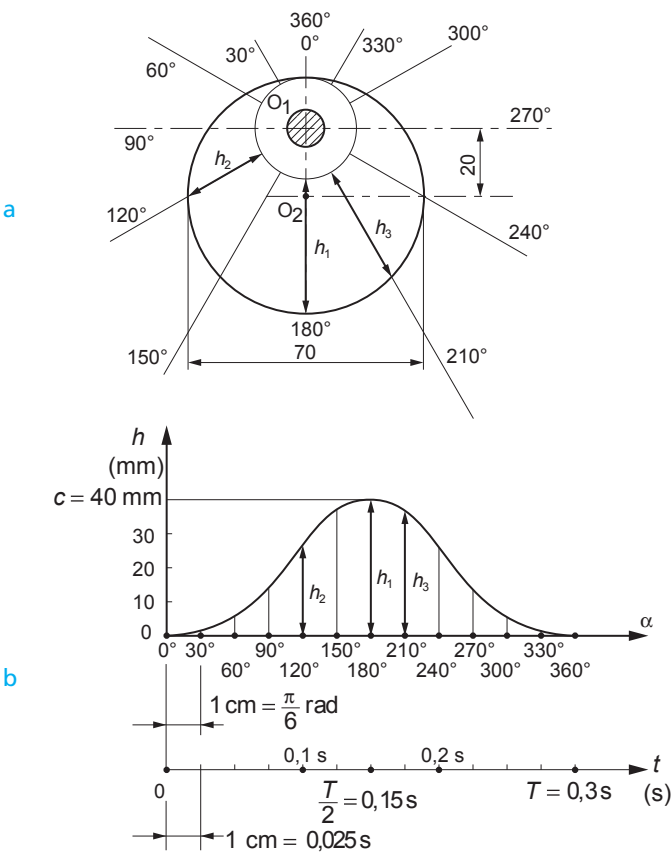 360°
0°
30°
330°
300°
60°
O1
270°
90°
h2
20
120°
O2
a
h3
240°
h1
180°
150°
70
210°
h
(mm)
c = 40 mm
30
20
10
0
h2
h1
h3
α
0° 30° 90° 150° 210° 270° 330°
60° 120° 180° 240° 300° 360°
b
1 cm = π/6 rad
0,1 s
0,2 s
t
(s)
0
T/2 = 0,15 s
T = 0,3 s
1 cm = 0,025 s